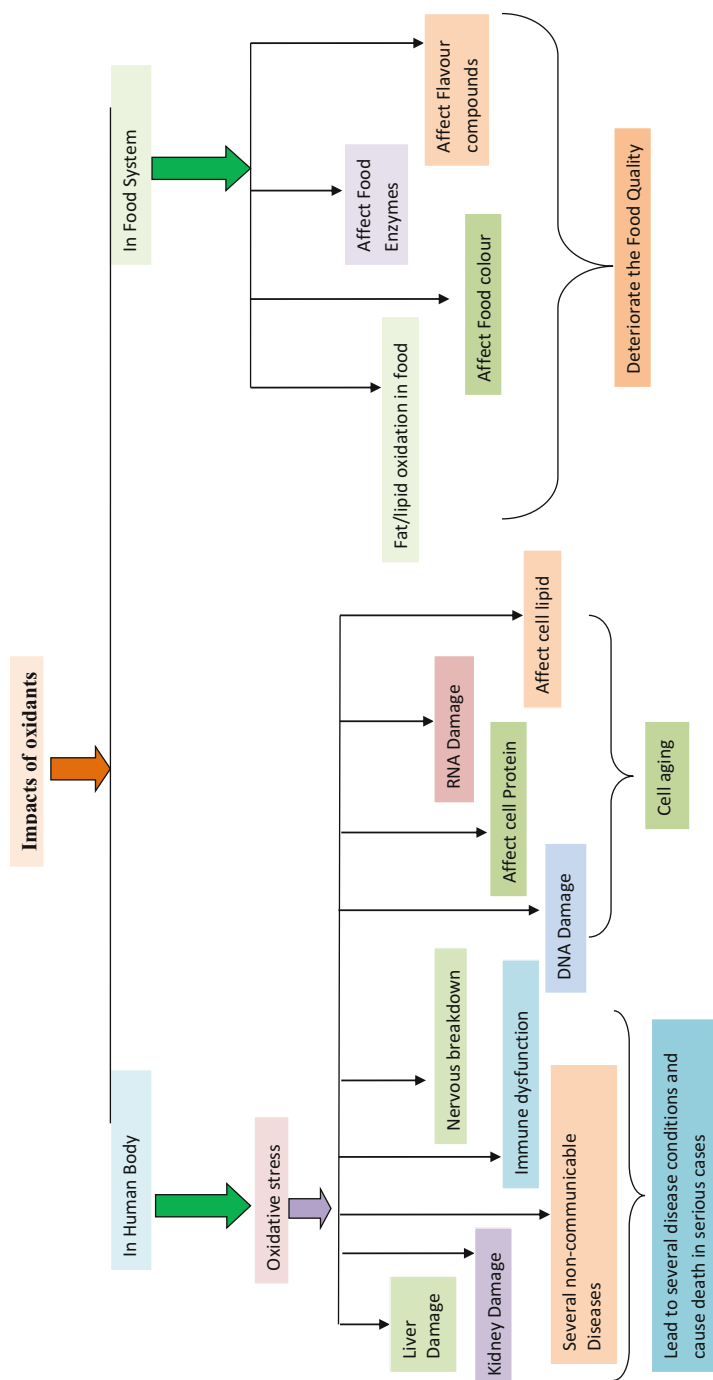 Impacts of oxidants
In Human Body
In Food System
Oxidative stress
Liver
Damage
Kidney Damage
Several non-communicable
Diseases
Immune dysfunction
Nervous breakdown
DNA Damage
Affect cell Protein
RNA Damage
Affect cell lipid
Lead to several disease conditions and
cause death in serious cases
Cell aging
Fat/lipid oxidation in food
Affect Food colour
Affect Food
Enzymes
Affect Flavour
compounds
Deteriorate the Food Quality